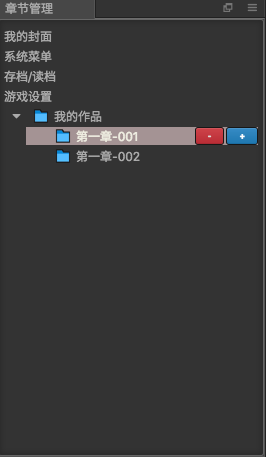 章节管理
我的封面
系统菜单
存档/读档
游戏设置
我的作品
第一章-001 - +
第一章-002